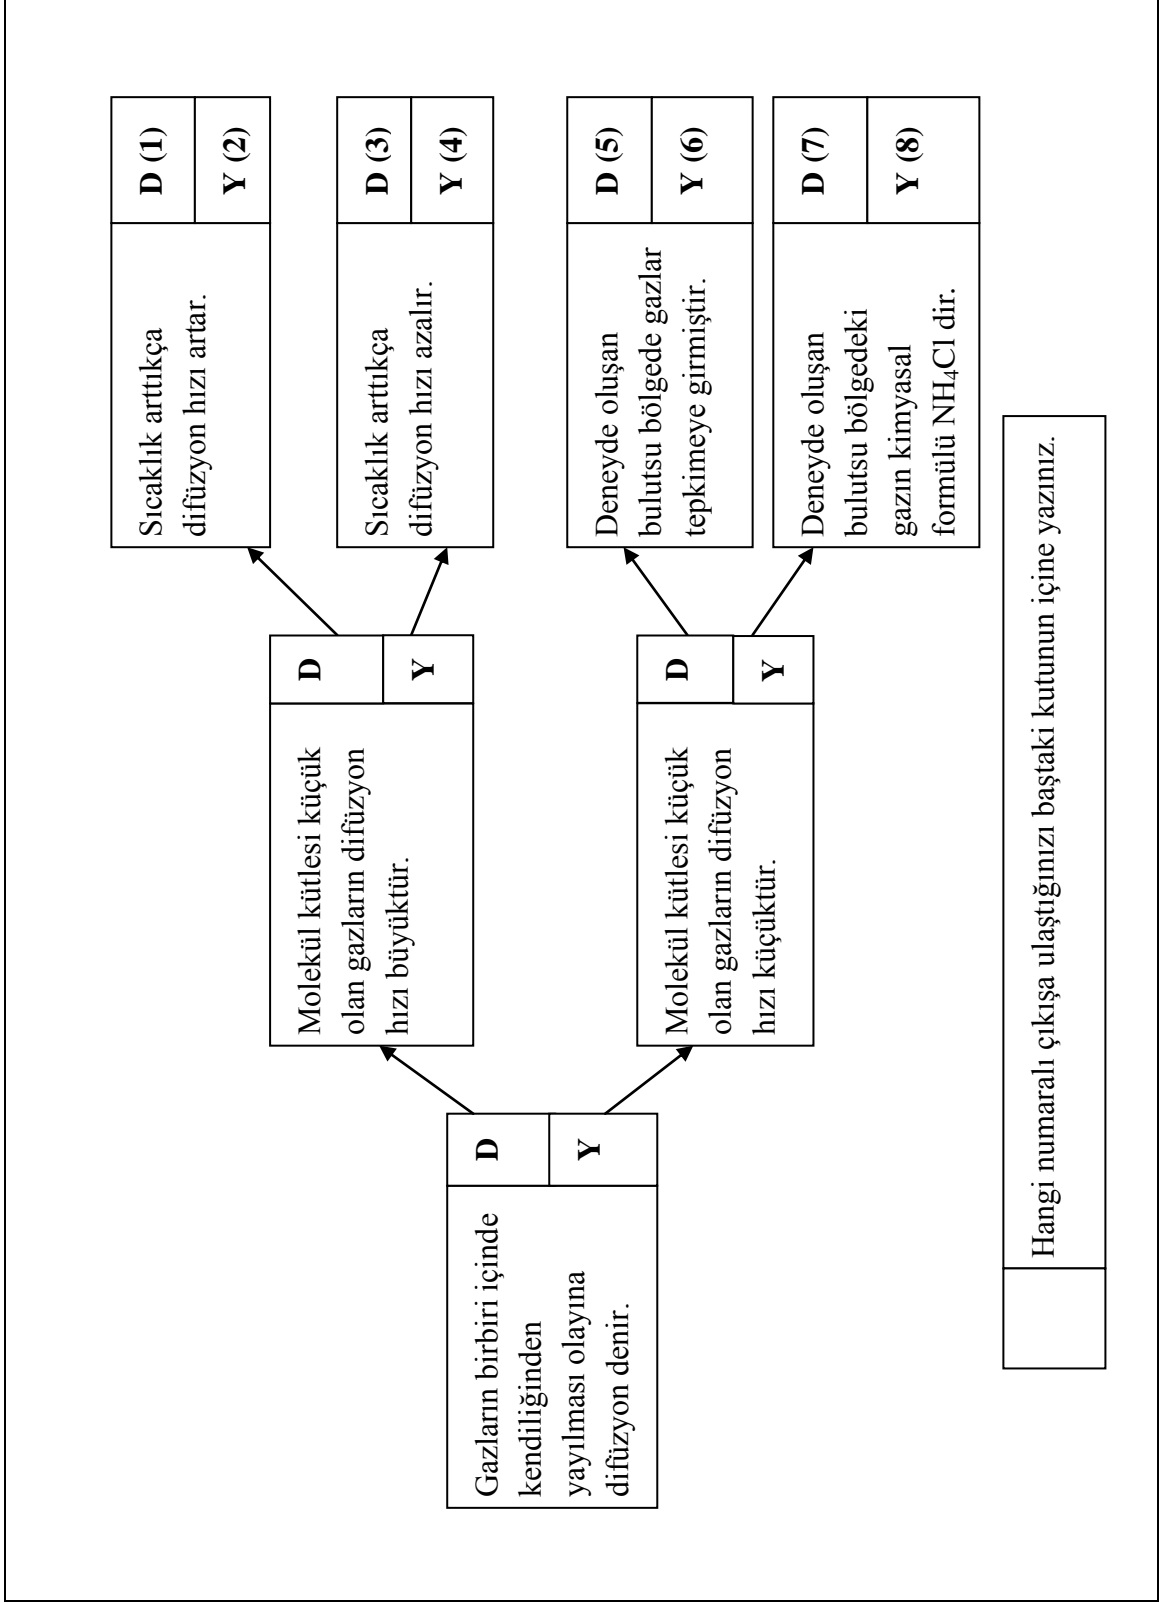 Gazların birbiri içinde
kendiliğinden
yayılması olayına
difüzyon denir.
D
Y
Molekül kütlesi küçük
olan gazların difüzyon
hızı büyüktür.
D
Y
Molekül kütlesi küçük
olan gazların difüzyon
hızı küçüktür.
D
Y
Sıcaklık arttıkça
difüzyon hızı artar.
D (1)
Y (2)
Sıcaklık arttıkça
difüzyon hızı azalır.
D (3)
Y (4)
Deneyde oluşan
bulutsu bölgede gazlar
tepkimeye girmiştir.
D (5)
Y (6)
Deneyde oluşan
bulutsu bölgedeki
gazın kimyasal
formülü NH₄Cl dir.
D (7)
Y (8)
Hangi numaralı çıkışa ulaştığınızı baştaki kutunun içine yazınız.